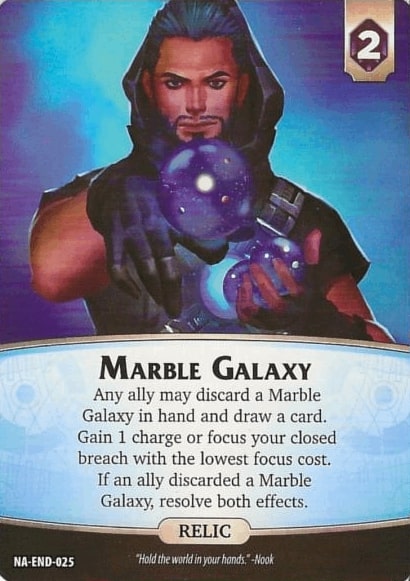 2
MARBLE GALAXY
Any ally may discard a Marble
Galaxy in hand and draw a card.
Gain 1 charge or focus your closed
breach with the lowest focus cost.
If an ally discarded a Marble
Galaxy, resolve both effects.
RELIC
NA-END-025
"Hold the world in your hands." -Nook